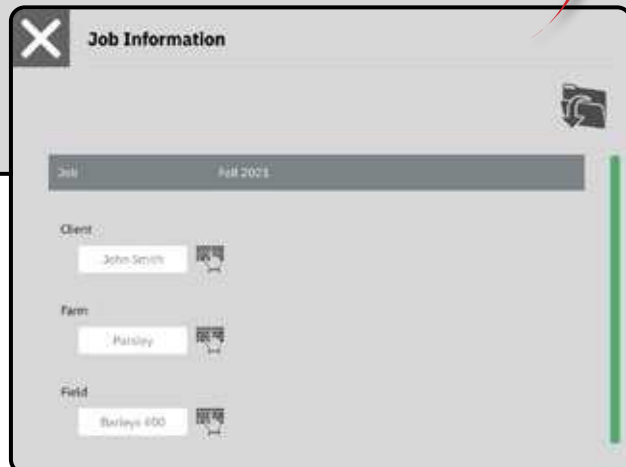 Job Information
Job Fall 2021
Client
John Smith
Farm
Parsley
Field
Barleys 400